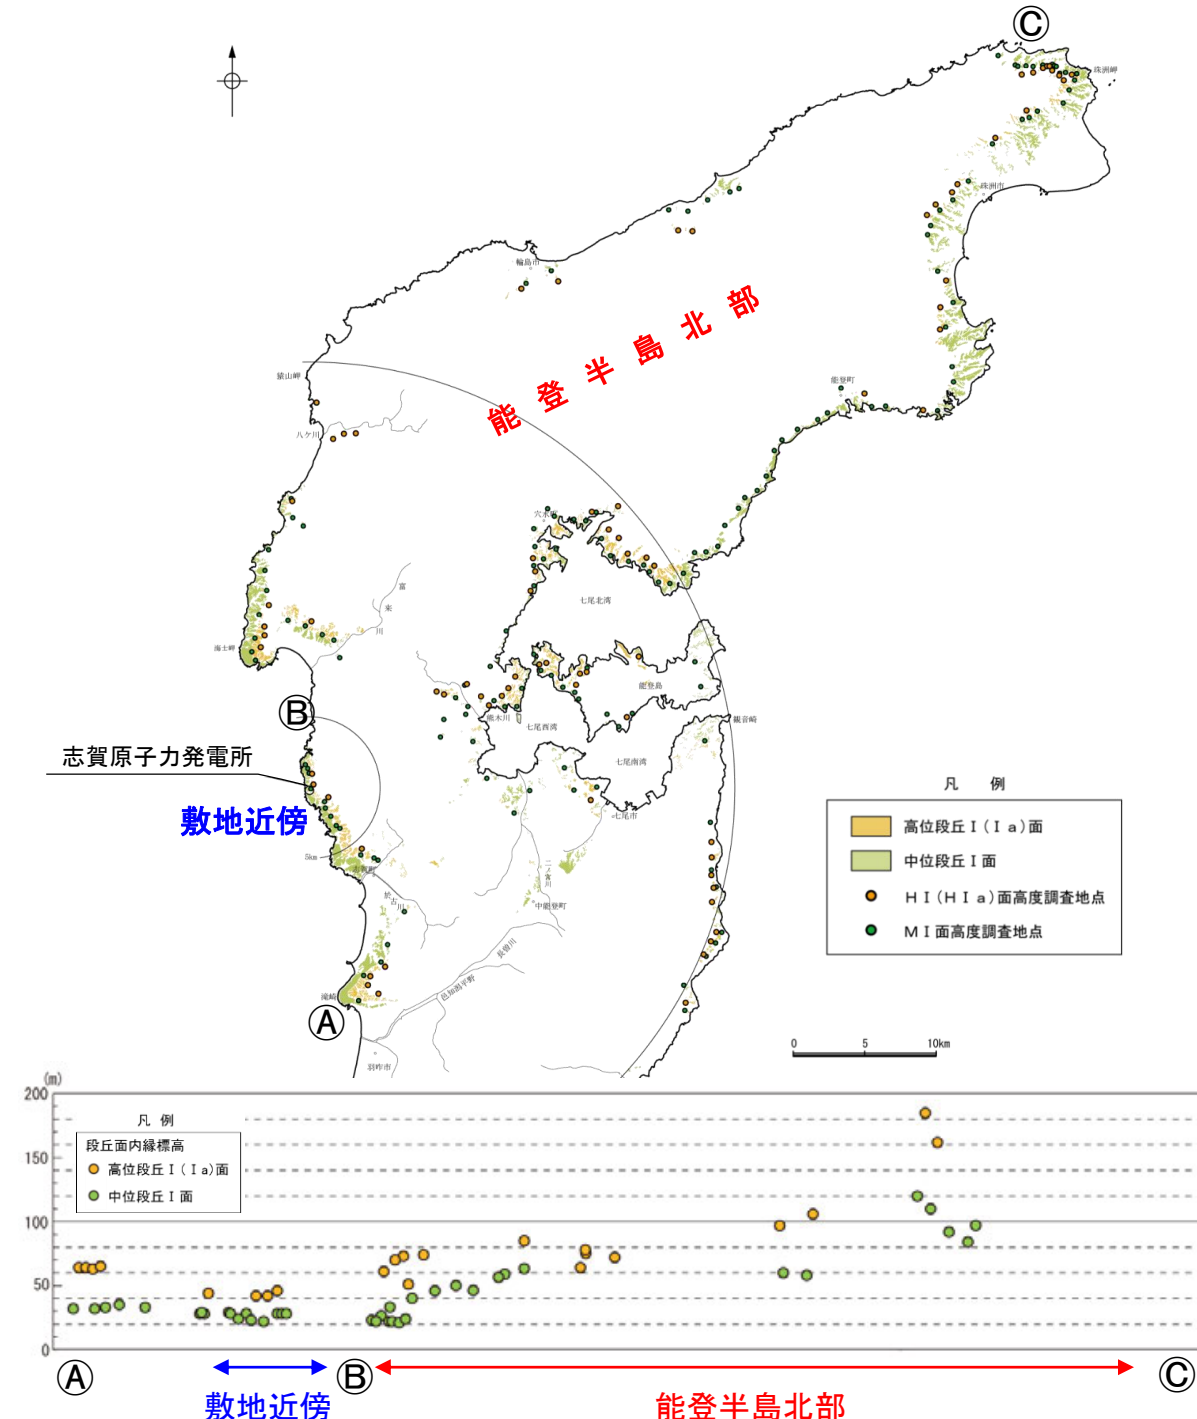 Ⓒ
珠洲岬
珠洲市
輪島市
能登半島北部
猿山岬
能登町
八ケ川
穴水町
富来川
七尾北湾
海士岬
能登島
Ⓑ
熊木川
七尾西湾
観音崎
志賀原子力発電所
七尾南湾
敷地近傍
七尾市
5km
志賀町
二ノ宮川
於古川
中能登町
長曽川
邑知潟平野
滝崎
Ⓐ
羽咋市
凡 例
高位段丘Ⅰ(Ⅰa)面
中位段丘Ⅰ面
HⅠ(HⅠa)面高度調査地点
MⅠ面高度調査地点
0 5 10km
(m)
200
150
100
50
0
凡 例
段丘面内縁標高
高位段丘Ⅰ(Ⅰa)面
中位段丘Ⅰ面
Ⓐ Ⓑ Ⓒ
敷地近傍 能登半島北部